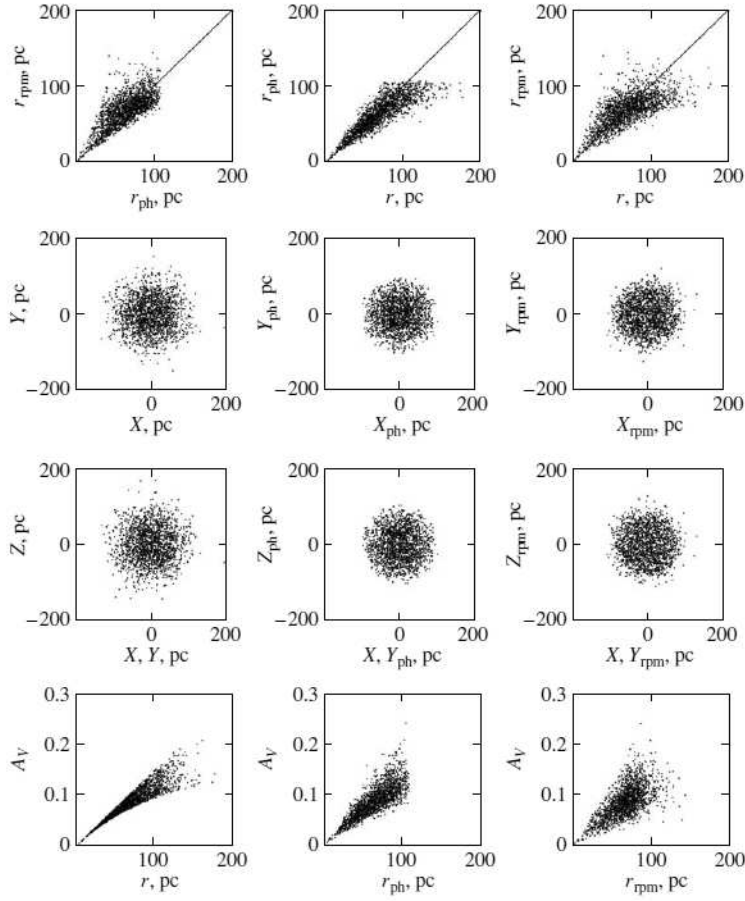 200 200 200
r_rpm, pc r_ph, pc r_rpm, pc
100 100 100
0 0 0
100 200 100 200 100 200
r_ph, pc r, pc r, pc
200 200 200
Y, pc Y_ph, pc Y_rpm, pc
0 0 0
−200 −200 −200
0 200 0 200 0 200
X, pc X_ph, pc X_rpm, pc
200 200 200
Z, pc Z_ph, pc Z_rpm, pc
0 0 0
−200 −200 −200
0 200 0 200 0 200
X, Y, pc X, Y_ph, pc X, Y_rpm, pc
0.3 0.3 0.3
A_V A_V A_V
0.2 0.2 0.2
0.1 0.1 0.1
0 0 0
100 200 100 200 100 200
r, pc r_ph, pc r_rpm, pc